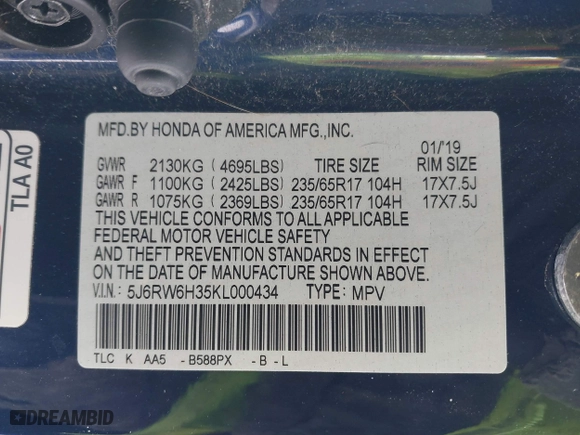 MFD.BY HONDA OF AMERICA MFG.,INC.
01/'19
GVWR 2130KG ( 4695LBS) TIRE SIZE RIM SIZE
GAWR F 1100KG ( 2425LBS) 235/65R17 104H 17X7.5J
GAWR R 1075KG ( 2369LBS) 235/65R17 104H 17X7.5J
THIS VEHICLE CONFORMS TO ALL APPLICABLE
FEDERAL MOTOR VEHICLE SAFETY
AND THEFT PREVENTION STANDARDS IN EFFECT
ON THE DATE OF MANUFACTURE SHOWN ABOVE.
V.I.N.: 5J6RW6H35KL000434 TYPE: MPV
TLC K AA5 -B588PX -B-L
TLA A0
DREAMBID